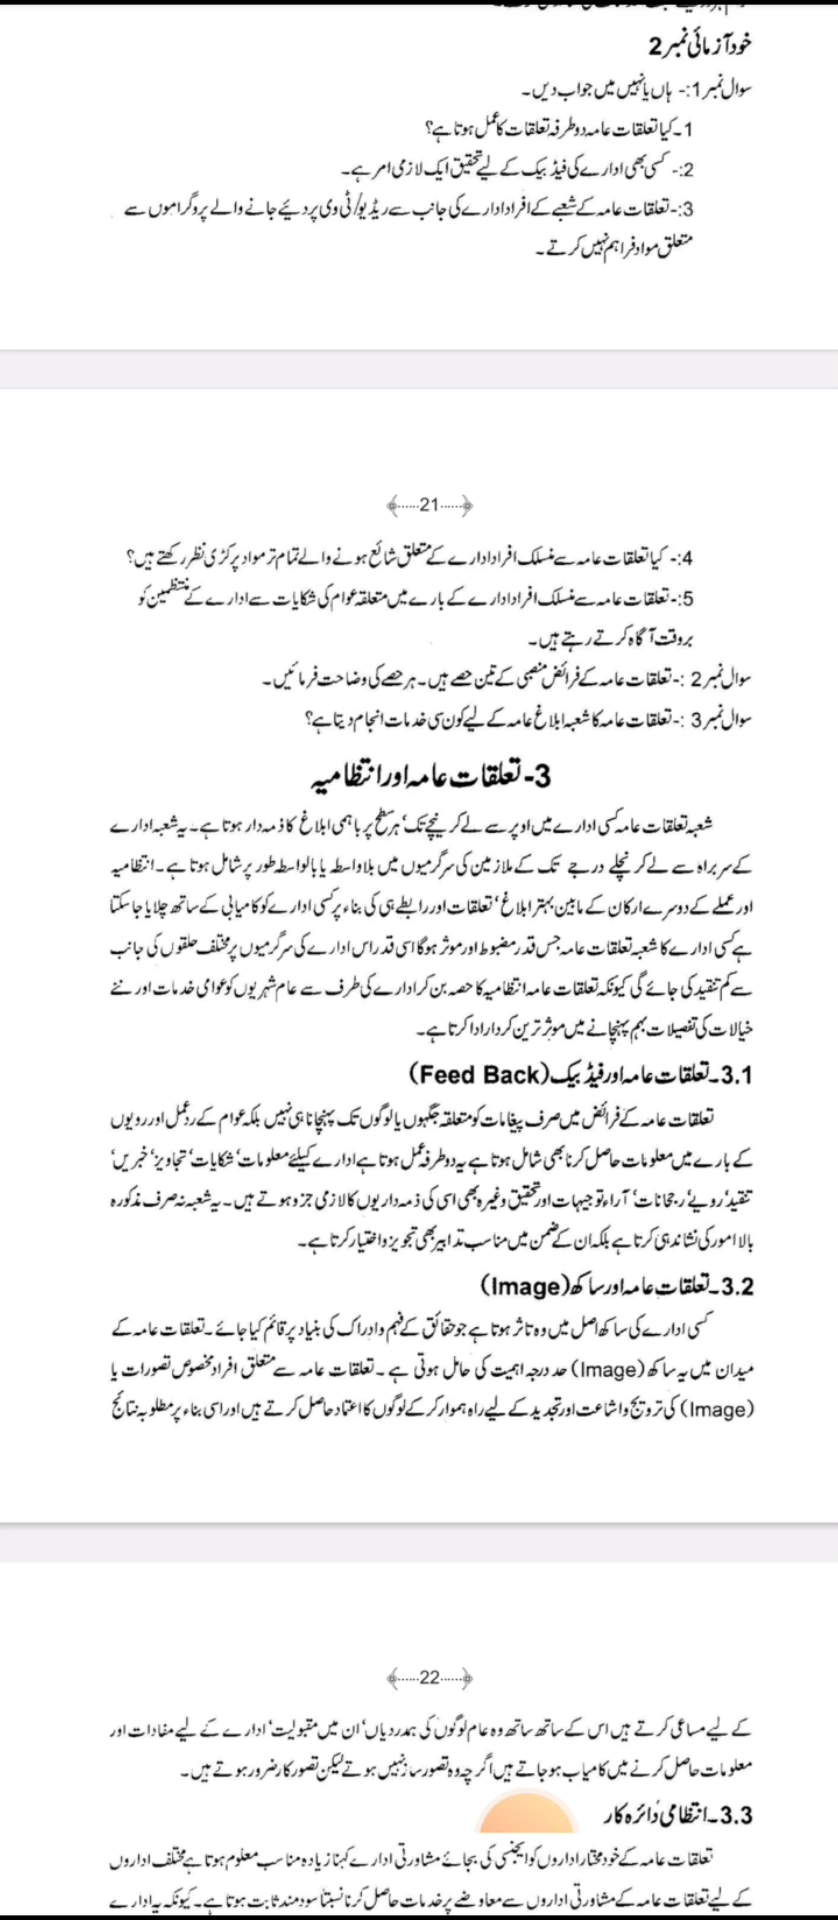 خود آزمائی نمبر 2
سوال نمبر 1:- ہاں یا نہیں میں جواب دیں۔
1۔ کیا تعلقات عامہ دو طرفہ تعلقات کا عمل ہوتا ہے؟
2:- کسی بھی ادارے کی فیڈ بیک کے لیے تحقیق ایک لازمی امر ہے۔
3:- تعلقات عامہ کے شعبے کے افراد ادارے کی جانب سے ریڈیو/ٹی وی پر دیئے جانے والے پروگراموں سے
متعلق مواد فراہم نہیں کرتے۔
21
4:- کیا تعلقات عامہ سے منسلک افراد ادارے کے متعلق شائع ہونے والے تمام تر مواد پر کڑی نظر رکھتے ہیں؟
5:- تعلقات عامہ سے منسلک افراد ادارے کے بارے میں متعلقہ عوام کی شکایات سے ادارے کے منتظمین کو
بروقت آگاہ کرتے رہتے ہیں۔
سوال نمبر 2 :- تعلقات عامہ کے فرائض منصبی کے تین حصے ہیں۔ ہر حصے کی وضاحت فرمائیں۔
سوال نمبر 3 :- تعلقات عامہ کا شعبہ ابلاغ عامہ کے لیے کون سی خدمات انجام دیتا ہے؟
3- تعلقات عامہ اور انتظامیہ
شعبہ تعلقات عامہ کسی ادارے میں اوپر سے لے کر نیچے تک‘ ہر سطح پر باہمی ابلاغ کا ذمہ دار ہوتا ہے۔ یہ شعبہ ادارے
کے سربراہ سے لے کر نچلے درجے تک کے ملازمین کی سرگرمیوں میں بلاواسطہ یا بالواسطہ طور پر شامل ہوتا ہے۔ انتظامیہ
اور عملے کے دوسرے ارکان کے مابین بہتر ابلاغ‘ تعلقات اور رابطے ہی کی بناء پر کسی ادارے کو کامیابی کے ساتھ چلایا جا سکتا
ہے کسی ادارے کا شعبہ تعلقات عامہ جس قدر مضبوط اور موثر ہوگا اسی قدر اس ادارے کی سرگرمیوں پر مختلف حلقوں کی جانب
سے کم تنقید کی جائے گی کیونکہ تعلقات عامہ انتظامیہ کا حصہ بن کر ادارے کی طرف سے عام شہریوں کو عوامی خدمات اور نئے
خیالات کی تفصیلات بہم پہنچانے میں موثر ترین کردار ادا کرتا ہے۔
3.1۔ تعلقات عامہ اور فیڈ بیک (Feed Back)
تعلقات عامہ کے فرائض میں صرف پیغامات کو متعلقہ جگہوں یا لوگوں تک پہنچانا ہی نہیں بلکہ عوام کے ردعمل اور رویوں
کے بارے میں معلومات حاصل کرنا بھی شامل ہوتا ہے یہ دو طرفہ عمل ہوتا ہے ادارے کیلئے معلومات‘ شکایات‘ تجاویز‘ خبریں‘
تنقید‘ رویے‘ رجحانات‘ آراء‘ توجیہات اور تحقیق وغیرہ بھی اسی کی ذمہ داریوں کا لازمی جزو ہوتے ہیں۔ یہ شعبہ نہ صرف مذکورہ
بالا امور کی نشاندہی کرتا ہے بلکہ ان کے ضمن میں مناسب تدابیر بھی تجویز و اختیار کرتا ہے۔
3.2۔ تعلقات عامہ اور ساکھ (Image)
کسی ادارے کی ساکھ اصل میں وہ تاثر ہوتا ہے جو حقائق کے فہم و ادراک کی بنیاد پر قائم کیا جائے۔ تعلقات عامہ کے
میدان میں یہ ساکھ (Image) حد درجہ اہمیت کی حامل ہوتی ہے۔ تعلقات عامہ سے متعلق افراد مخصوص تصورات یا
(Image) کی ترویج و اشاعت اور تجدید کے لیے راہ ہموار کر کے لوگوں کا اعتماد حاصل کرتے ہیں اور اسی بناء پر مطلوبہ نتائج
22
کے لیے مساعی کرتے ہیں اس کے ساتھ ساتھ وہ عام لوگوں کی ہمدردیاں‘ ان میں مقبولیت‘ ادارے کے لیے مفادات اور
معلومات حاصل کرنے میں کامیاب ہو جاتے ہیں اگرچہ وہ تصور ساز نہیں ہوتے لیکن تصور کار ضرور ہوتے ہیں۔
3.3۔ انتظامی دائرہ کار
تعلقات عامہ کے خود مختار اداروں کو ایجنسی کی بجائے مشاورتی ادارے کہنا زیادہ مناسب معلوم ہوتا ہے مختلف اداروں
کے لیے تعلقات عامہ کے مشاورتی اداروں سے معاوضے پر خدمات حاصل کرنا نسبتا سودمند ثابت ہوتا ہے۔ کیونکہ یہ ادارے